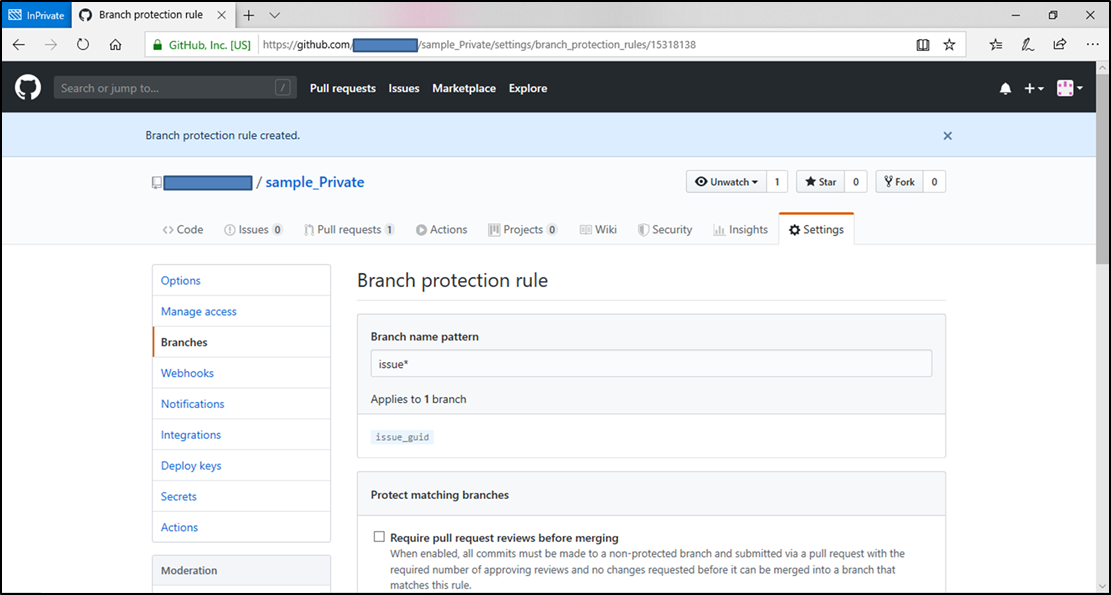 InPrivate
Branch protection rule
GitHub, Inc. [US]
https://github.com/ /sample_Private/settings/branch_protection_rules/15318138
Search or jump to... /
Pull requests Issues Marketplace Explore
Branch protection rule created.
/ sample_Private
Unwatch 1 Star 0 Fork 0
Code Issues 0 Pull requests 1 Actions Projects 0 Wiki Security Insights Settings
Options
Manage access
Branches
Webhooks
Notifications
Integrations
Deploy keys
Secrets
Actions
Moderation
Branch protection rule
Branch name pattern
issue*
Applies to 1 branch
issue_guid
Protect matching branches
Require pull request reviews before merging
When enabled, all commits must be made to a non-protected branch and submitted via a pull request with the
required number of approving reviews and no changes requested before it can be merged into a branch that
matches this rule.